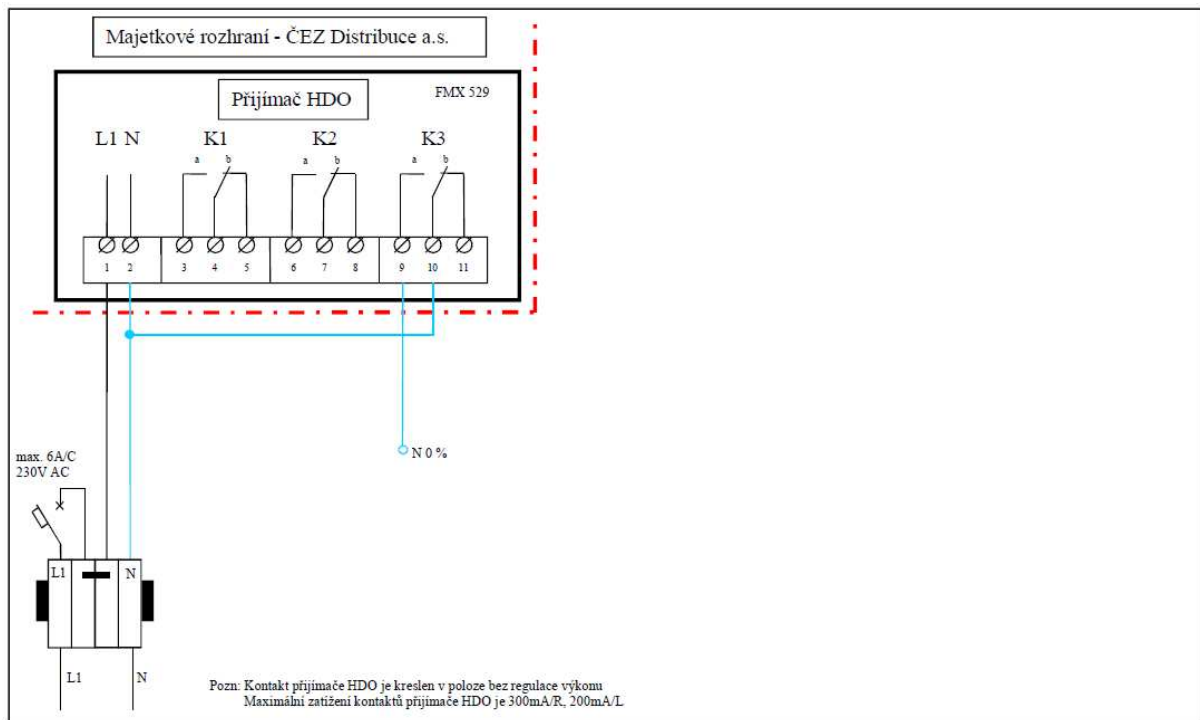 Majetkové rozhraní - ČEZ Distribuce a.s.
Přijímač HDO
FMX 529
L1 N K1 K2 K3
a b a b a b
1 2 3 4 5 6 7 8 9 10 11
N 0 %
max. 6A/C
230V AC
L1 N
L1 N
Pozn: Kontakt přijímače HDO je kreslen v poloze bez regulace výkonu
Maximální zatížení kontaktů přijímače HDO je 300mA/R, 200mA/L